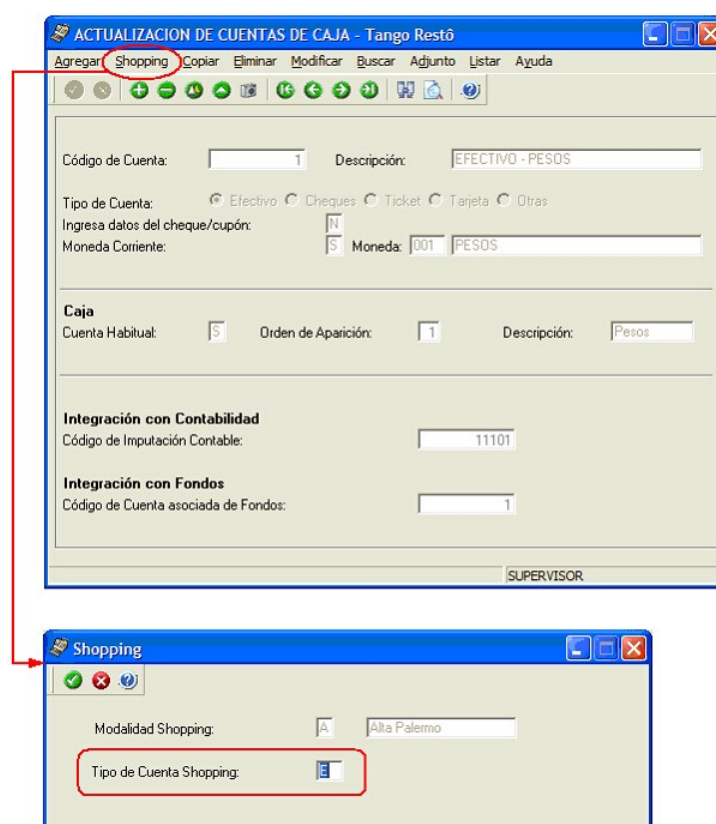 ACTUALIZACION DE CUENTAS DE CAJA - Tango Restô
Agregar Shopping Copiar Eliminar Modificar Buscar Adjunto Listar Ayuda
Código de Cuenta: 1 Descripción: EFECTIVO - PESOS
Tipo de Cuenta: Efectivo Cheques Ticket Tarjeta Otras
Ingresa datos del cheque/cupón: N
Moneda Corriente: S Moneda: 001 PESOS
Caja
Cuenta Habitual: S Orden de Aparición: 1 Descripción: Pesos
Integración con Contabilidad
Código de Imputación Contable: 11101
Integración con Fondos
Código de Cuenta asociada de Fondos: 1
SUPERVISOR
Shopping
Modalidad Shopping: A Alta Palermo
Tipo de Cuenta Shopping: E